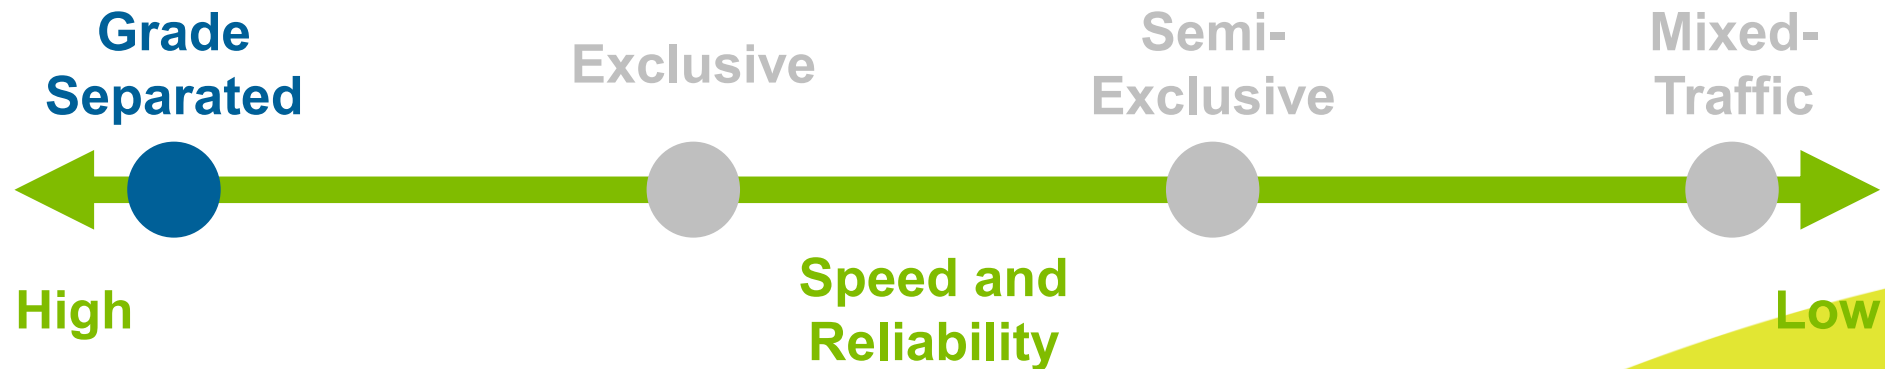 Grade
Separated
Exclusive
Semi-
Exclusive
Mixed-
Traffic
High
Speed and
Reliability
Low